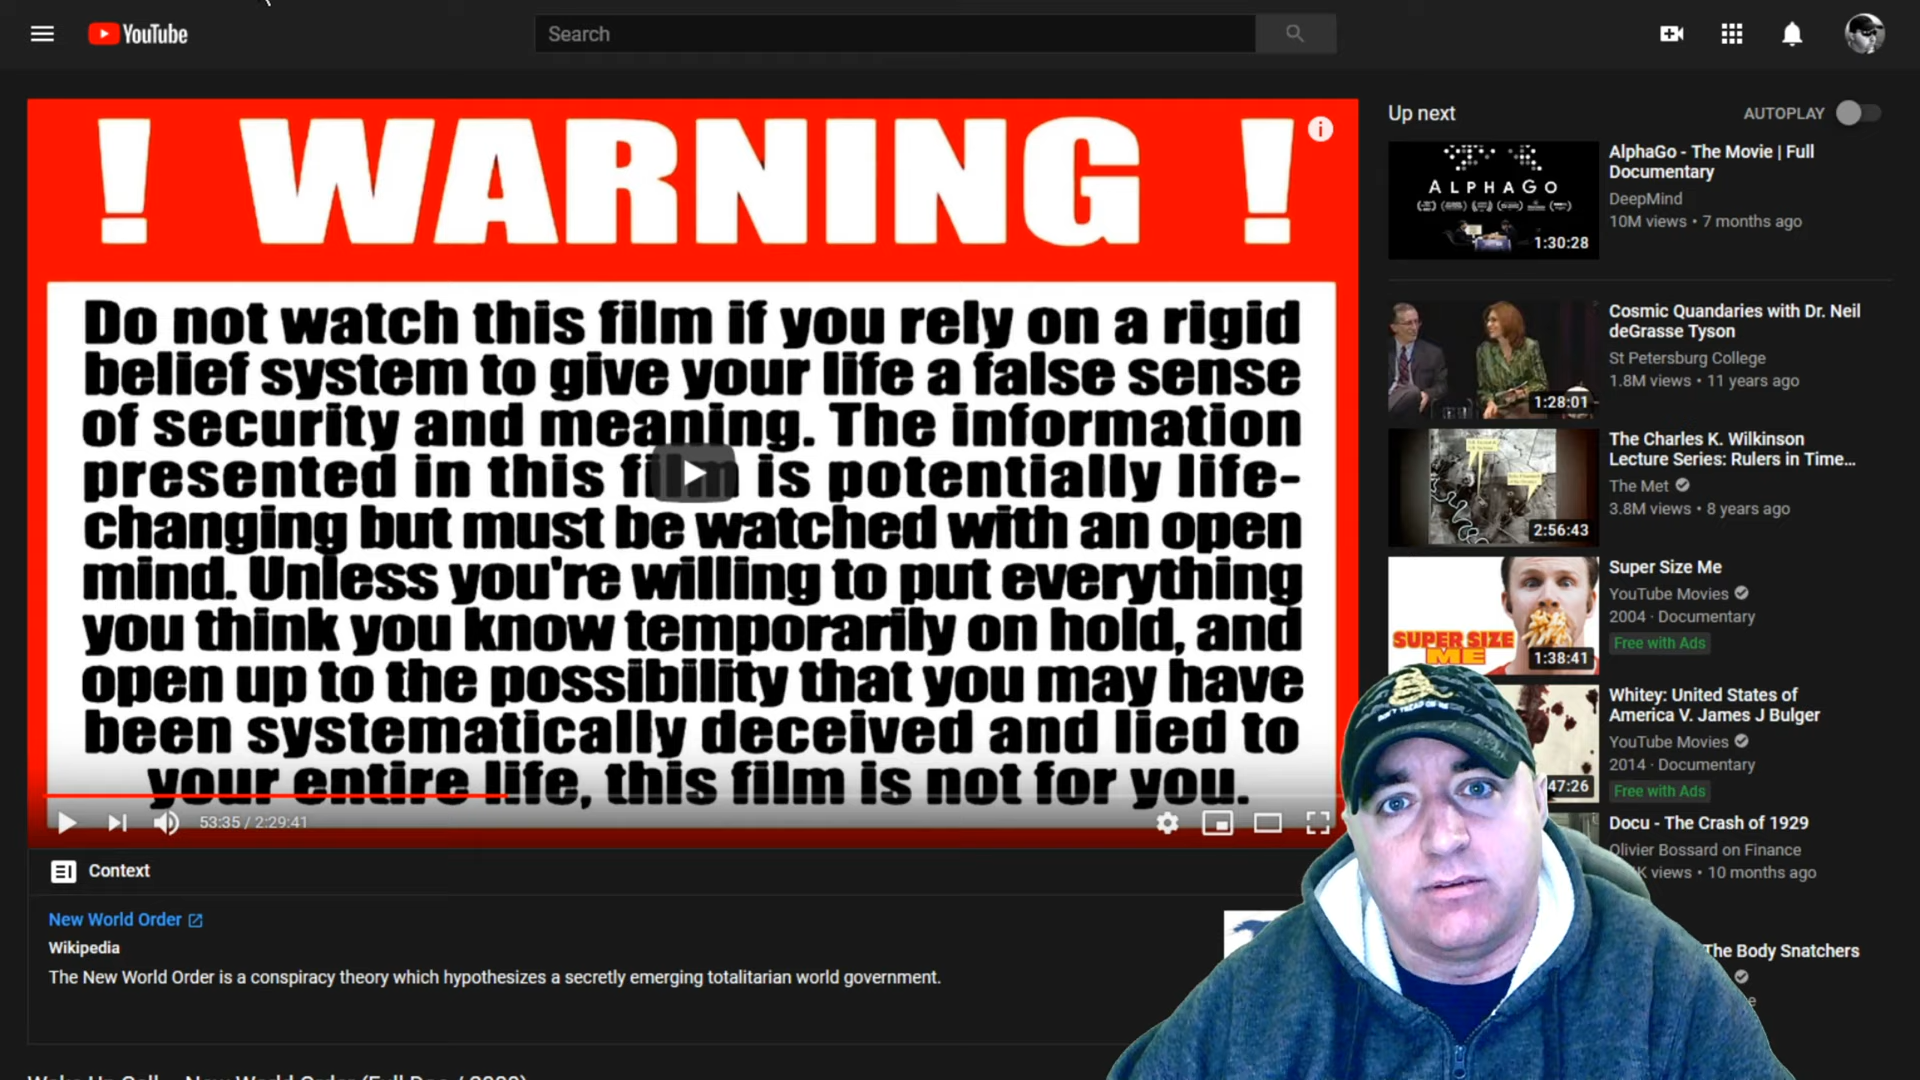 YouTube
Search
! WARNING !
Do not watch this film if you rely on a rigid
belief system to give your life a false sense
of security and meaning. The information
presented in this film is potentially life-
changing but must be watched with an open
mind. Unless you're willing to put everything
you think you know temporarily on hold, and
open up to the possibility that you may have
been systematically deceived and lied to
your entire life, this film is not for you.
53:35 / 2:29:41
Context
New World Order
Wikipedia
The New World Order is a conspiracy theory which hypothesizes a secretly emerging totalitarian world government.
Up next
AUTOPLAY
ALPHAGO
1:30:28
AlphaGo - The Movie | Full
Documentary
DeepMind
10M views • 7 months ago
1:28:01
Cosmic Quandaries with Dr. Neil
deGrasse Tyson
St Petersburg College
1.8M views • 11 years ago
2:56:43
The Charles K. Wilkinson
Lecture Series: Rulers in Time...
The Met
3.8M views • 8 years ago
SUPER SIZE
ME
1:38:41
Super Size Me
YouTube Movies
2004 · Documentary
Free with Ads
47:26
Whitey: United States of
America V. James J Bulger
YouTube Movies
2014 · Documentary
Free with Ads
DON'T TREAD ON ME
Docu - The Crash of 1929
Olivier Bossard on Finance
K views • 10 months ago
The Body Snatchers